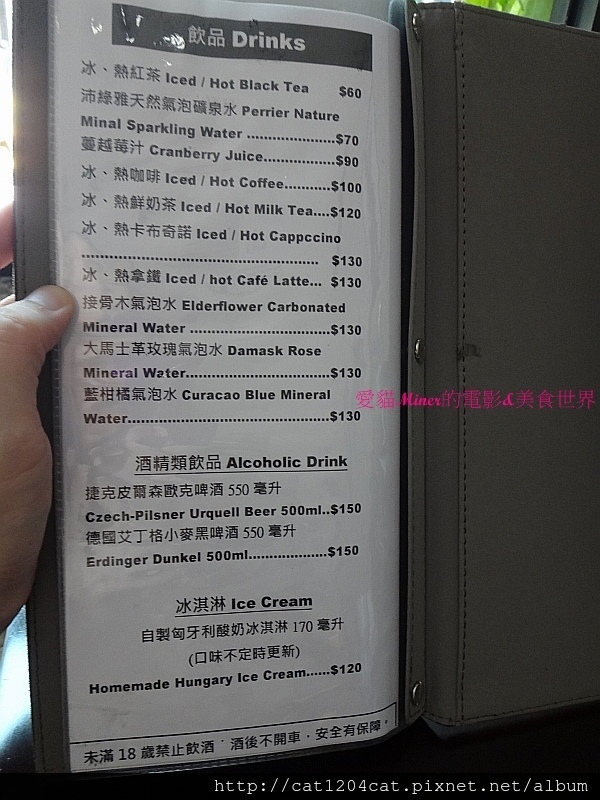 飲品 Drinks
冰、熱紅茶 Iced / Hot Black Tea $60
沛綠雅天然氣泡礦泉水 Perrier Nature
Minal Sparkling Water .....................$70
蔓越莓汁 Cranberry Juice.................$90
冰、熱咖啡 Iced / Hot Coffee...........$100
冰、熱鮮奶茶 Iced / Hot Milk Tea....$120
冰、熱卡布奇諾 Iced / Hot Cappccino
.................................................... $130
冰、熱拿鐵 Iced / hot Café Latte... $130
接骨木氣泡水 Elderflower Carbonated
Mineral Water ...............................$130
大馬士革玫瑰氣泡水 Damask Rose
Mineral Water................................$130
藍柑橘氣泡水 Curacao Blue Mineral
Water....................................................$130
愛貓Miner的電影&美食世界
酒精類飲品 Alcoholic Drink
捷克皮爾森歐克啤酒 550 毫升
Czech-Pilsner Urquell Beer 500ml..$150
德國艾丁格小麥黑啤酒 550 毫升
Erdinger Dunkel 500ml...................$150
冰淇淋 Ice Cream
自製匈牙利酸奶冰淇淋 170 毫升
(口味不定時更新)
Homemade Hungary Ice Cream......$120
未滿 18 歲禁止飲酒，酒後不開車，安全有保障。
http://cat1204cat.pixnet.net/album